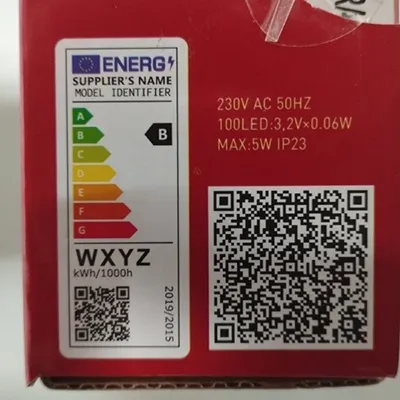 ENERG
SUPPLIER'S NAME
MODEL IDENTIFIER
A
B
C
D
E
F
G
B
WXYZ
kWh/1000h
2019/2015
230V AC 50HZ
100LED:3,2V×0.06W
MAX:5W IP23